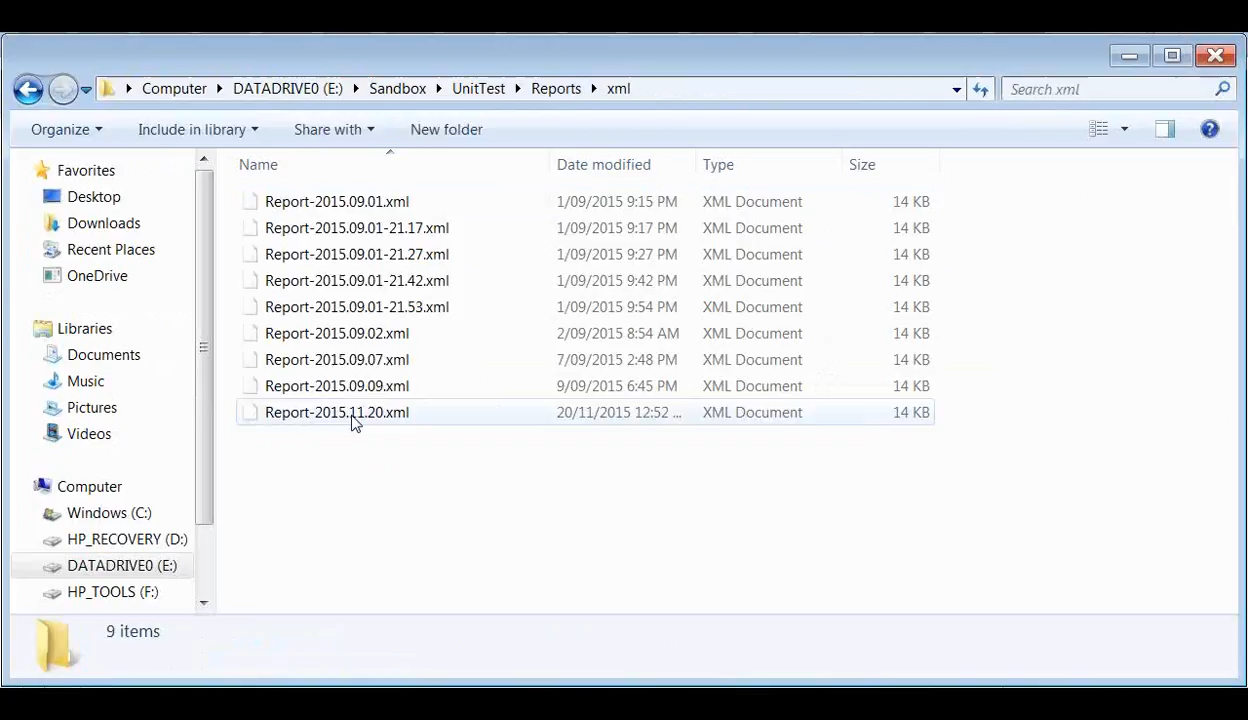 Computer DATADRIVE0 (E:) Sandbox UnitTest Reports xml Search xml
Organize Include in library Share with New folder
Name Date modified Type Size
Favorites
Desktop
Downloads
Recent Places
OneDrive
Libraries
Documents
Music
Pictures
Videos
Computer
Windows (C:)
HP_RECOVERY (D:)
DATADRIVE0 (E:)
HP_TOOLS (F:)
Report-2015.09.01.xml 1/09/2015 9:15 PM XML Document 14 KB
Report-2015.09.01-21.17.xml 1/09/2015 9:17 PM XML Document 14 KB
Report-2015.09.01-21.27.xml 1/09/2015 9:27 PM XML Document 14 KB
Report-2015.09.01-21.42.xml 1/09/2015 9:42 PM XML Document 14 KB
Report-2015.09.01-21.53.xml 1/09/2015 9:54 PM XML Document 14 KB
Report-2015.09.02.xml 2/09/2015 8:54 AM XML Document 14 KB
Report-2015.09.07.xml 7/09/2015 2:48 PM XML Document 14 KB
Report-2015.09.09.xml 9/09/2015 6:45 PM XML Document 14 KB
Report-2015.11.20.xml 20/11/2015 12:52 ... XML Document 14 KB
9 items